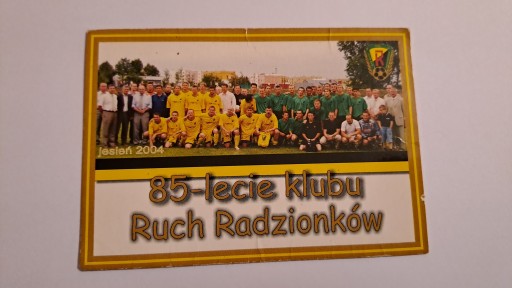 jesień 2004
85-lecie klubu
Ruch Radzionków